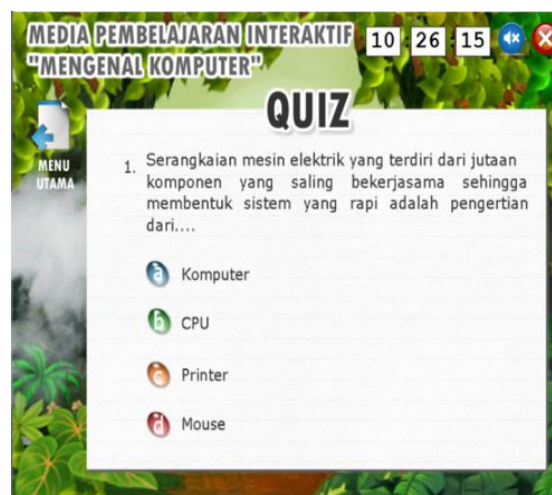 MEDIA PEMBELAJARAN INTERAKTIF
10 26 15
"MENGENAL KOMPUTER"
QUIZ
MENU
UTAMA
1. Serangkaian mesin elektrik yang terdiri dari jutaan
komponen yang saling bekerjasama sehingga
membentuk sistem yang rapi adalah pengertian
dari....
a Komputer
b CPU
c Printer
d Mouse